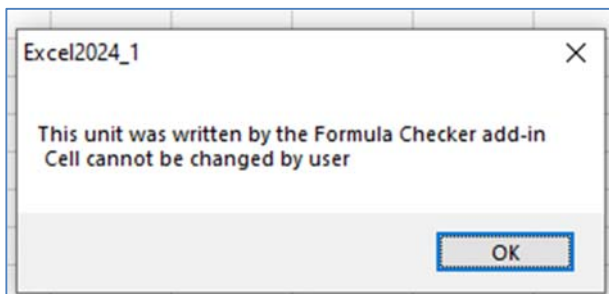 Excel2024_1
This unit was written by the Formula Checker add-in
Cell cannot be changed by user
OK